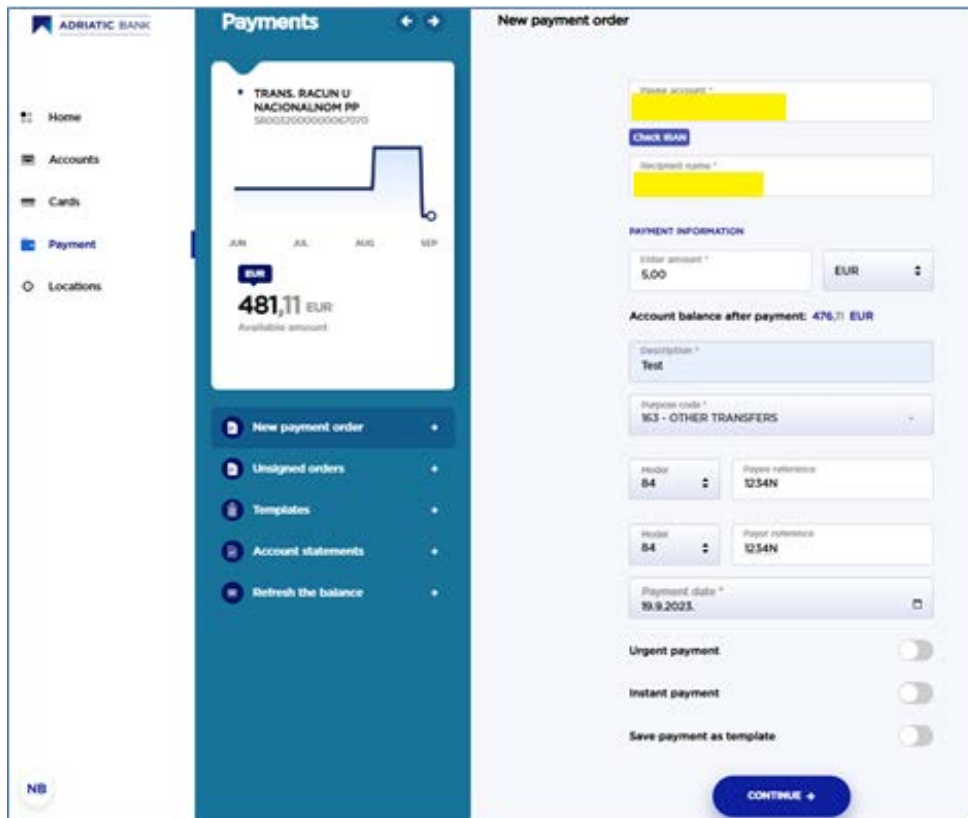 ADRIATIC BANK
Home
Accounts
Cards
Payment
Locations
NB
Payments
TRANS. RACUN U
NACIONALNOM PP
JUN JUL AUG SEP
EUR
481,11 EUR
Available amount
New payment order +
Unsigned orders +
Templates +
Account statements +
Refresh the balance +
New payment order
Payee account *
Check IBAN
Recipient name *
PAYMENT INFORMATION
Enter amount *
5,00
EUR
Account balance after payment: 476,11 EUR
Description *
Test
Purpose code *
163 - OTHER TRANSFERS
Model
84
Payee reference
1234N
Model
84
Payor reference
1234N
Payment date *
19.9.2023.
Urgent payment
Instant payment
Save payment as template
CONTINUE →